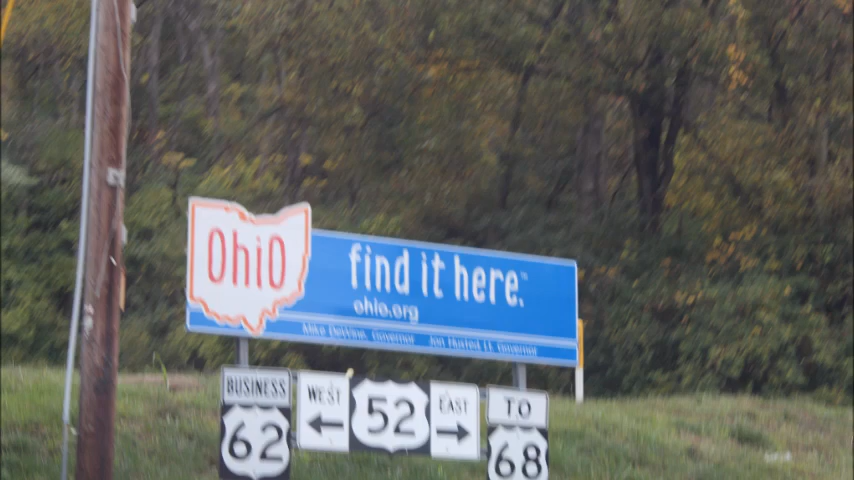 OhiO
find it here.™
ohio.org
Mike DeWine, Governor Jon Husted, Lt. Governor
BUSINESS
62
WEST
52
EAST
TO
68